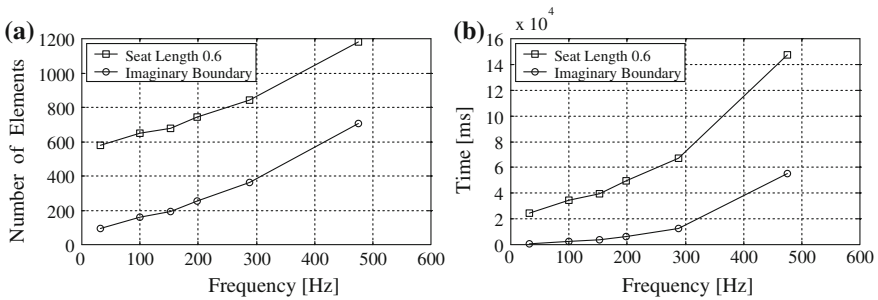 (a)
1200
1000
800
600
400
200
0
Number of Elements
Seat Length 0.6
Imaginary Boundary
0 100 200 300 400 500 600
Frequency [Hz]
(b)
x 10^4
16
14
12
10
8
6
4
2
0
Time [ms]
Seat Length 0.6
Imaginary Boundary
0 100 200 300 400 500 600
Frequency [Hz]